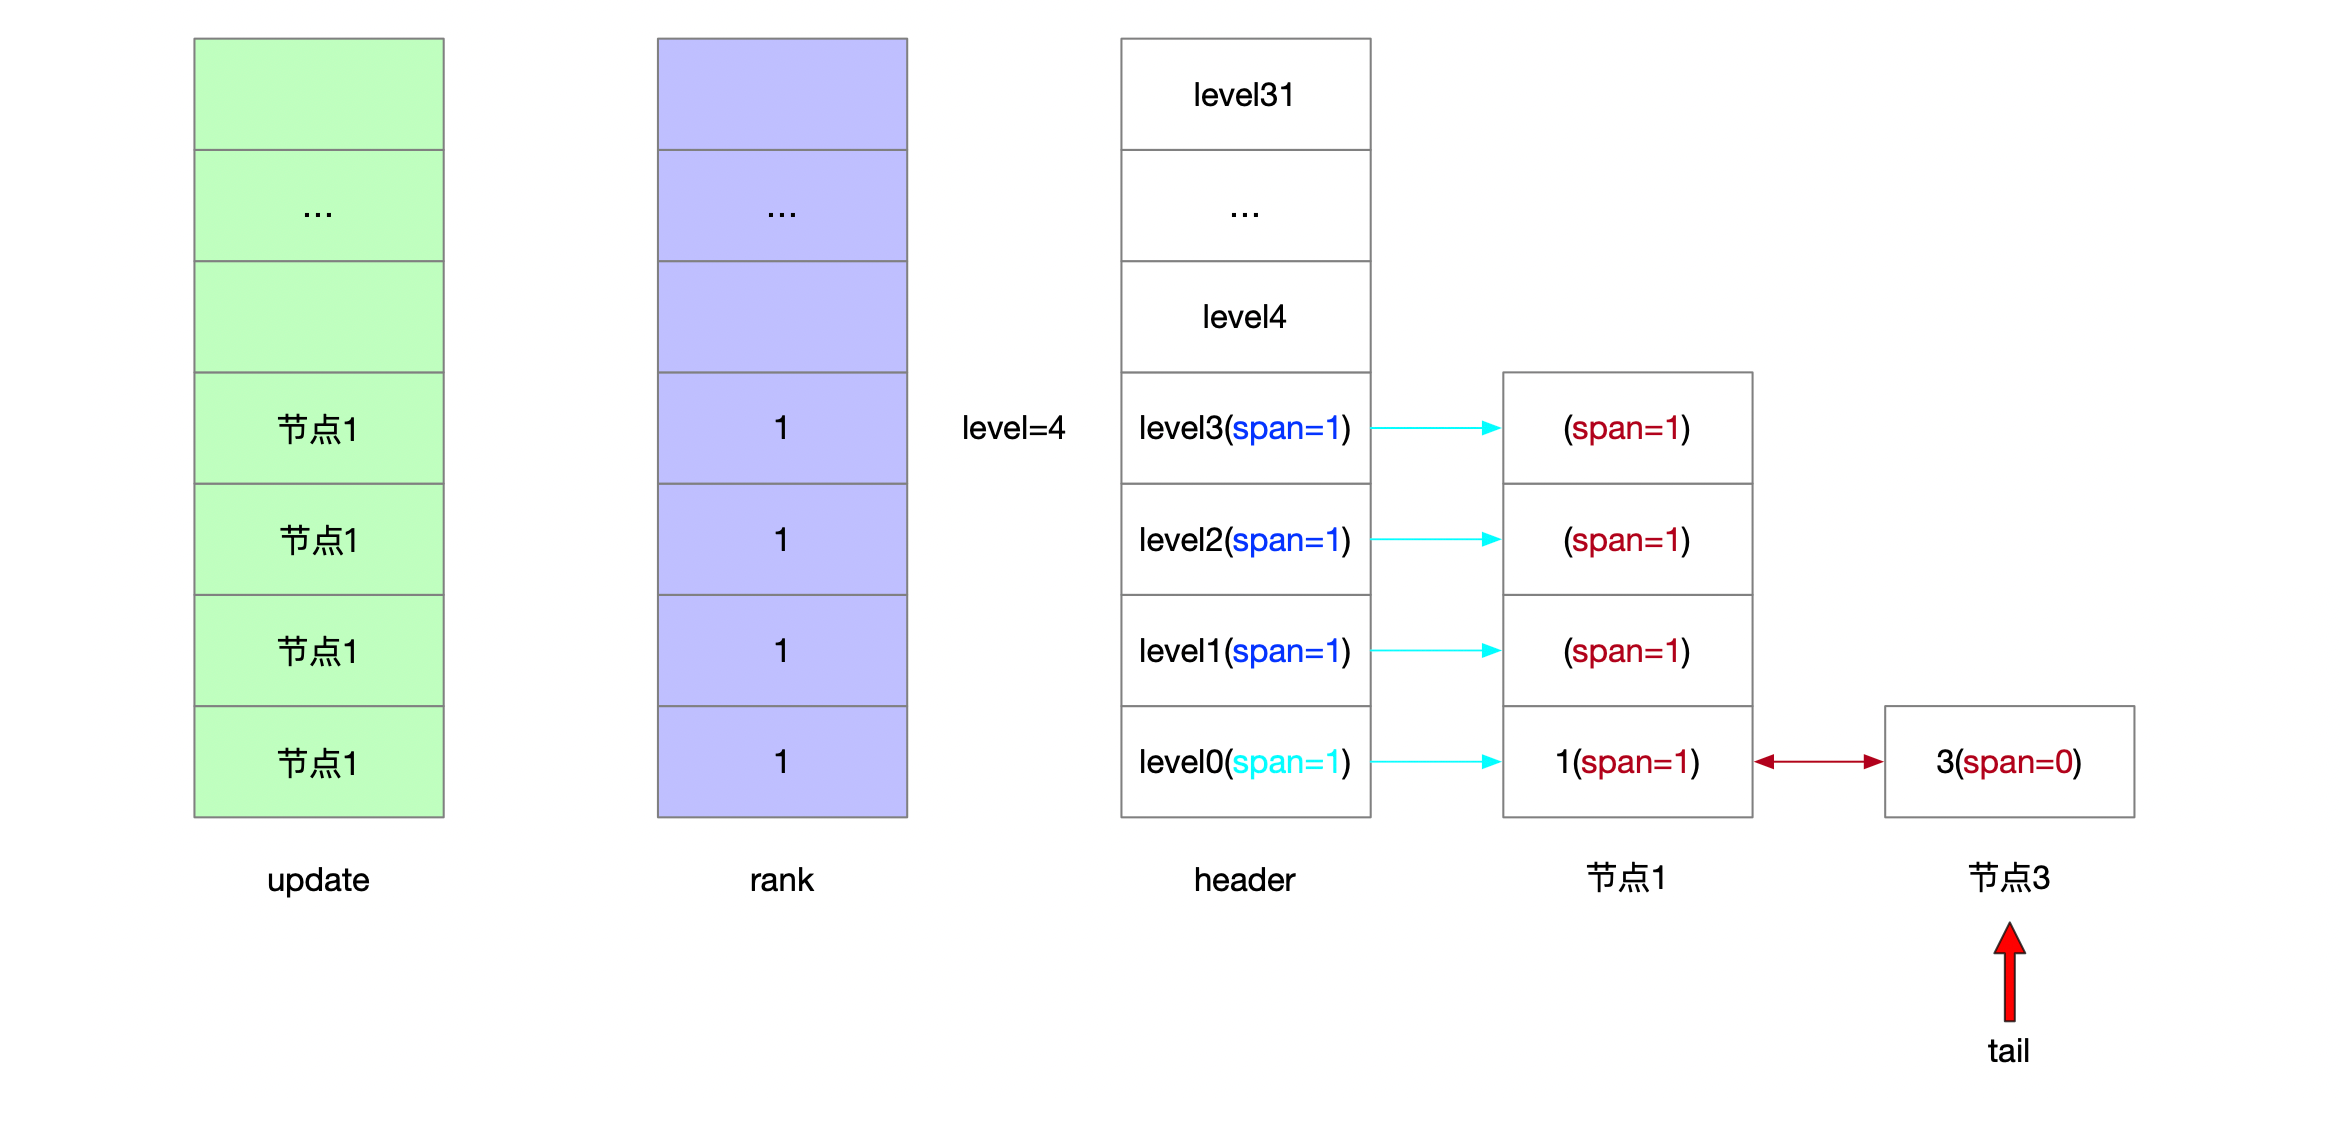 level31
...
...
...
level4
节点1
1
level=4
level3(span=1)
(span=1)
节点1
1
level2(span=1)
(span=1)
节点1
1
level1(span=1)
(span=1)
节点1
1
level0(span=1)
1(span=1)
3(span=0)
update
rank
header
节点1
节点3
tail